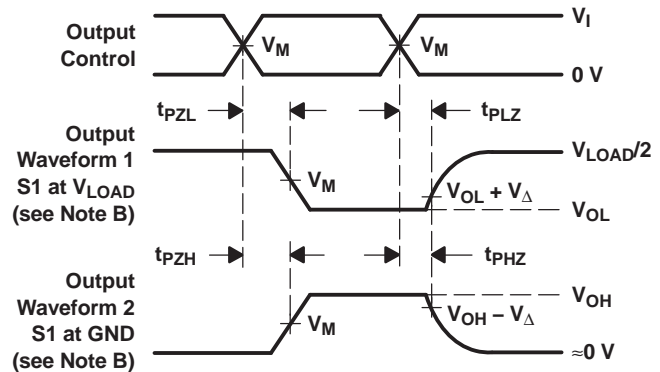 Output
Control
V_M
V_M
V_I
0 V
t_PZL
t_PLZ
Output
Waveform 1
S1 at V_LOAD
(see Note B)
V_M
V_LOAD/2
V_OL + V_Δ
V_OL
t_PZH
t_PHZ
Output
Waveform 2
S1 at GND
(see Note B)
V_M
V_OH
V_OH − V_Δ
≈0 V